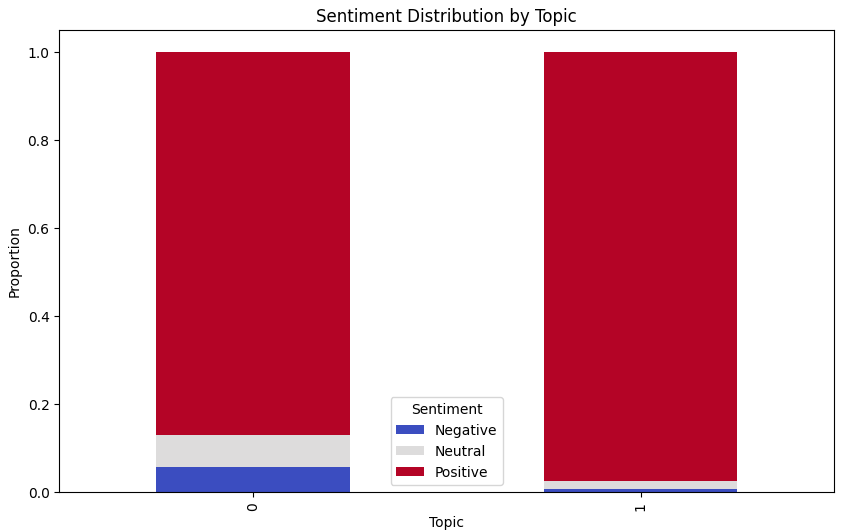 Sentiment Distribution by Topic
Proportion
1.0
0.8
0.6
0.4
0.2
0.0
Sentiment
Negative
Neutral
Positive
0
1
Topic